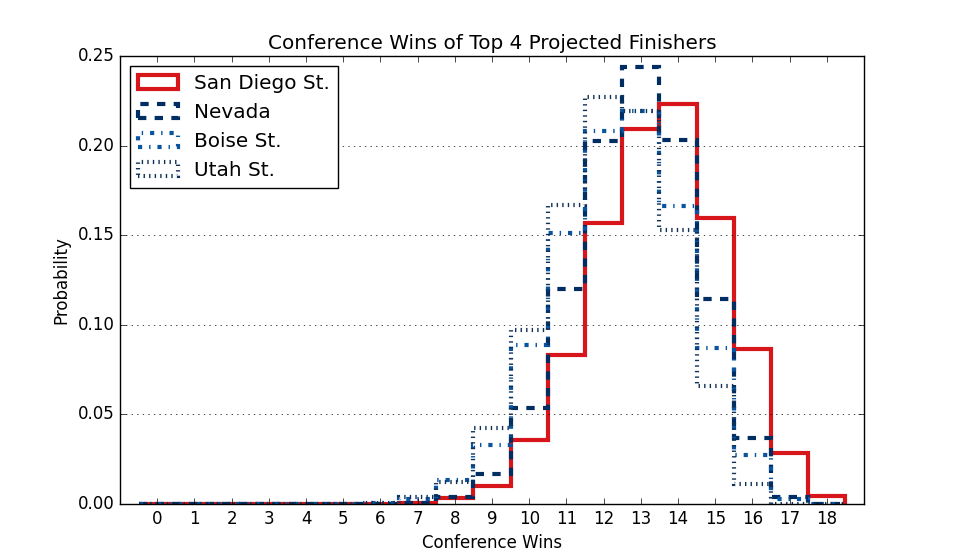 Conference Wins of Top 4 Projected Finishers
0.25
0.20
0.15
0.10
0.05
0.00
Probability
San Diego St.
Nevada
Boise St.
Utah St.
0 1 2 3 4 5 6 7 8 9 10 11 12 13 14 15 16 17 18
Conference Wins